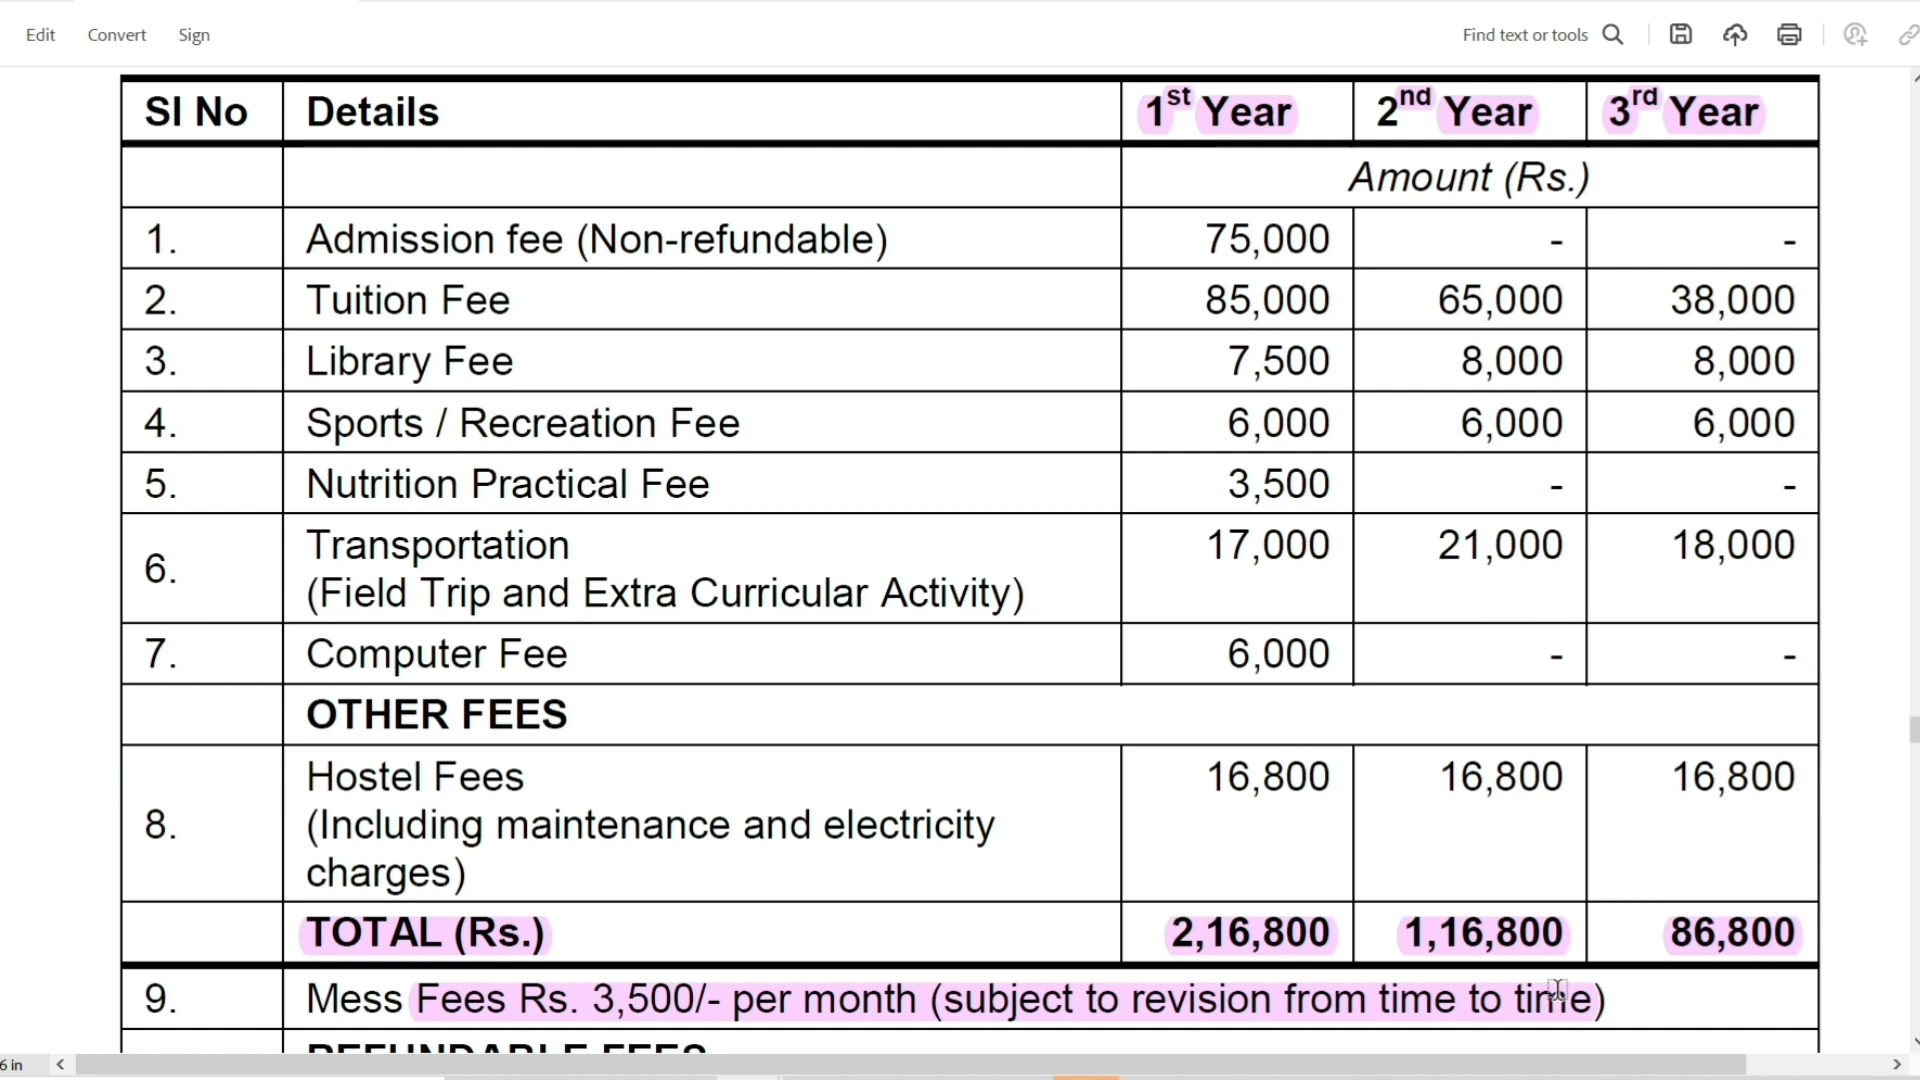 Edit Convert Sign Find text or tools
Sl No Details 1st Year 2nd Year 3rd Year
Amount (Rs.)
1. Admission fee (Non-refundable) 75,000 - -
2. Tuition Fee 85,000 65,000 38,000
3. Library Fee 7,500 8,000 8,000
4. Sports / Recreation Fee 6,000 6,000 6,000
5. Nutrition Practical Fee 3,500 - -
6. Transportation 17,000 21,000 18,000
(Field Trip and Extra Curricular Activity)
7. Computer Fee 6,000 - -
OTHER FEES
8. Hostel Fees 16,800 16,800 16,800
(Including maintenance and electricity
charges)
TOTAL (Rs.) 2,16,800 1,16,800 86,800
9. Mess Fees Rs. 3,500/- per month (subject to revision from time to time)
REFUNDABLE FEES
6 in